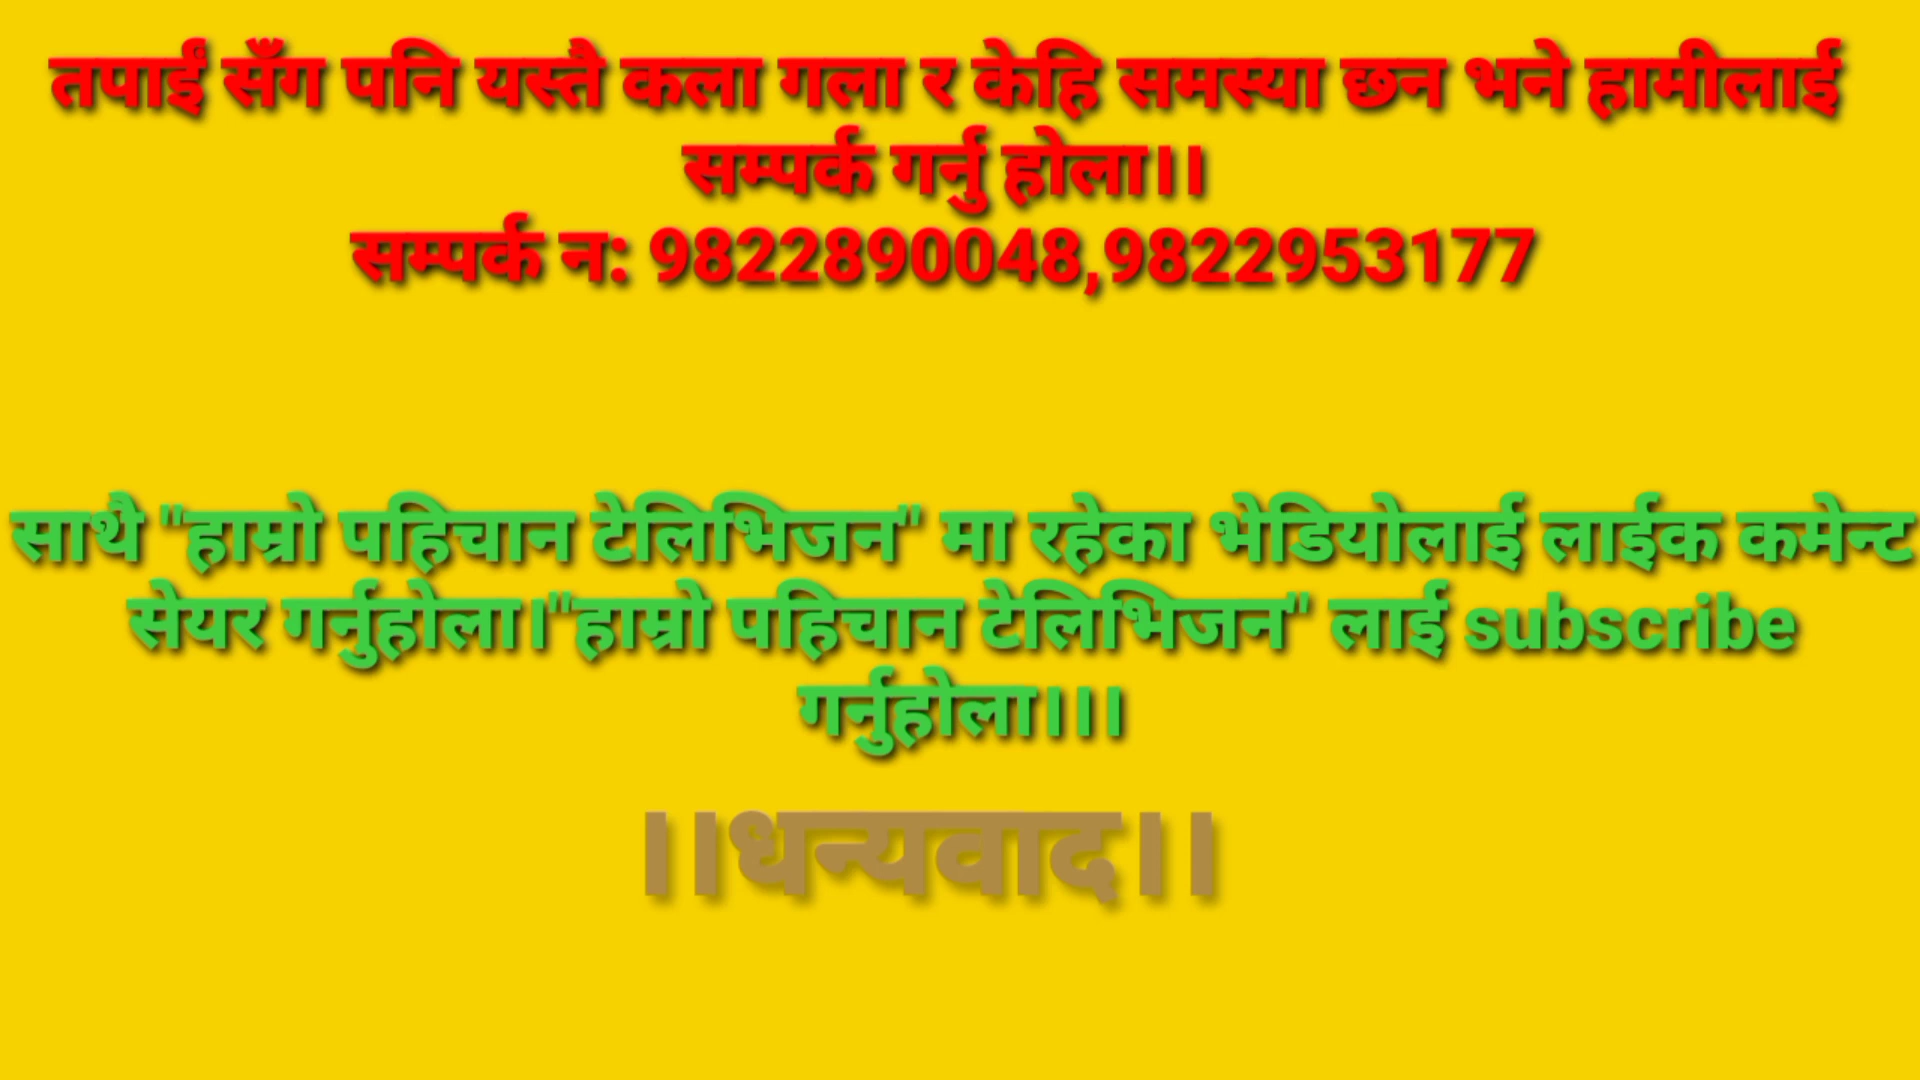 तपाईं सँग पनि यस्तै कला गला र केहि समस्या छन भने हामीलाई
सम्पर्क गर्नु होला।।
सम्पर्क न: 9822890048,9822953177
साथै "हाम्रो पहिचान टेलिभिजन" मा रहेका भेडियोलाई लाईक कमेन्ट
सेयर गर्नुहोला।"हाम्रो पहिचान टेलिभिजन" लाई subscribe
गर्नुहोला।।।
।।धन्यवाद।।